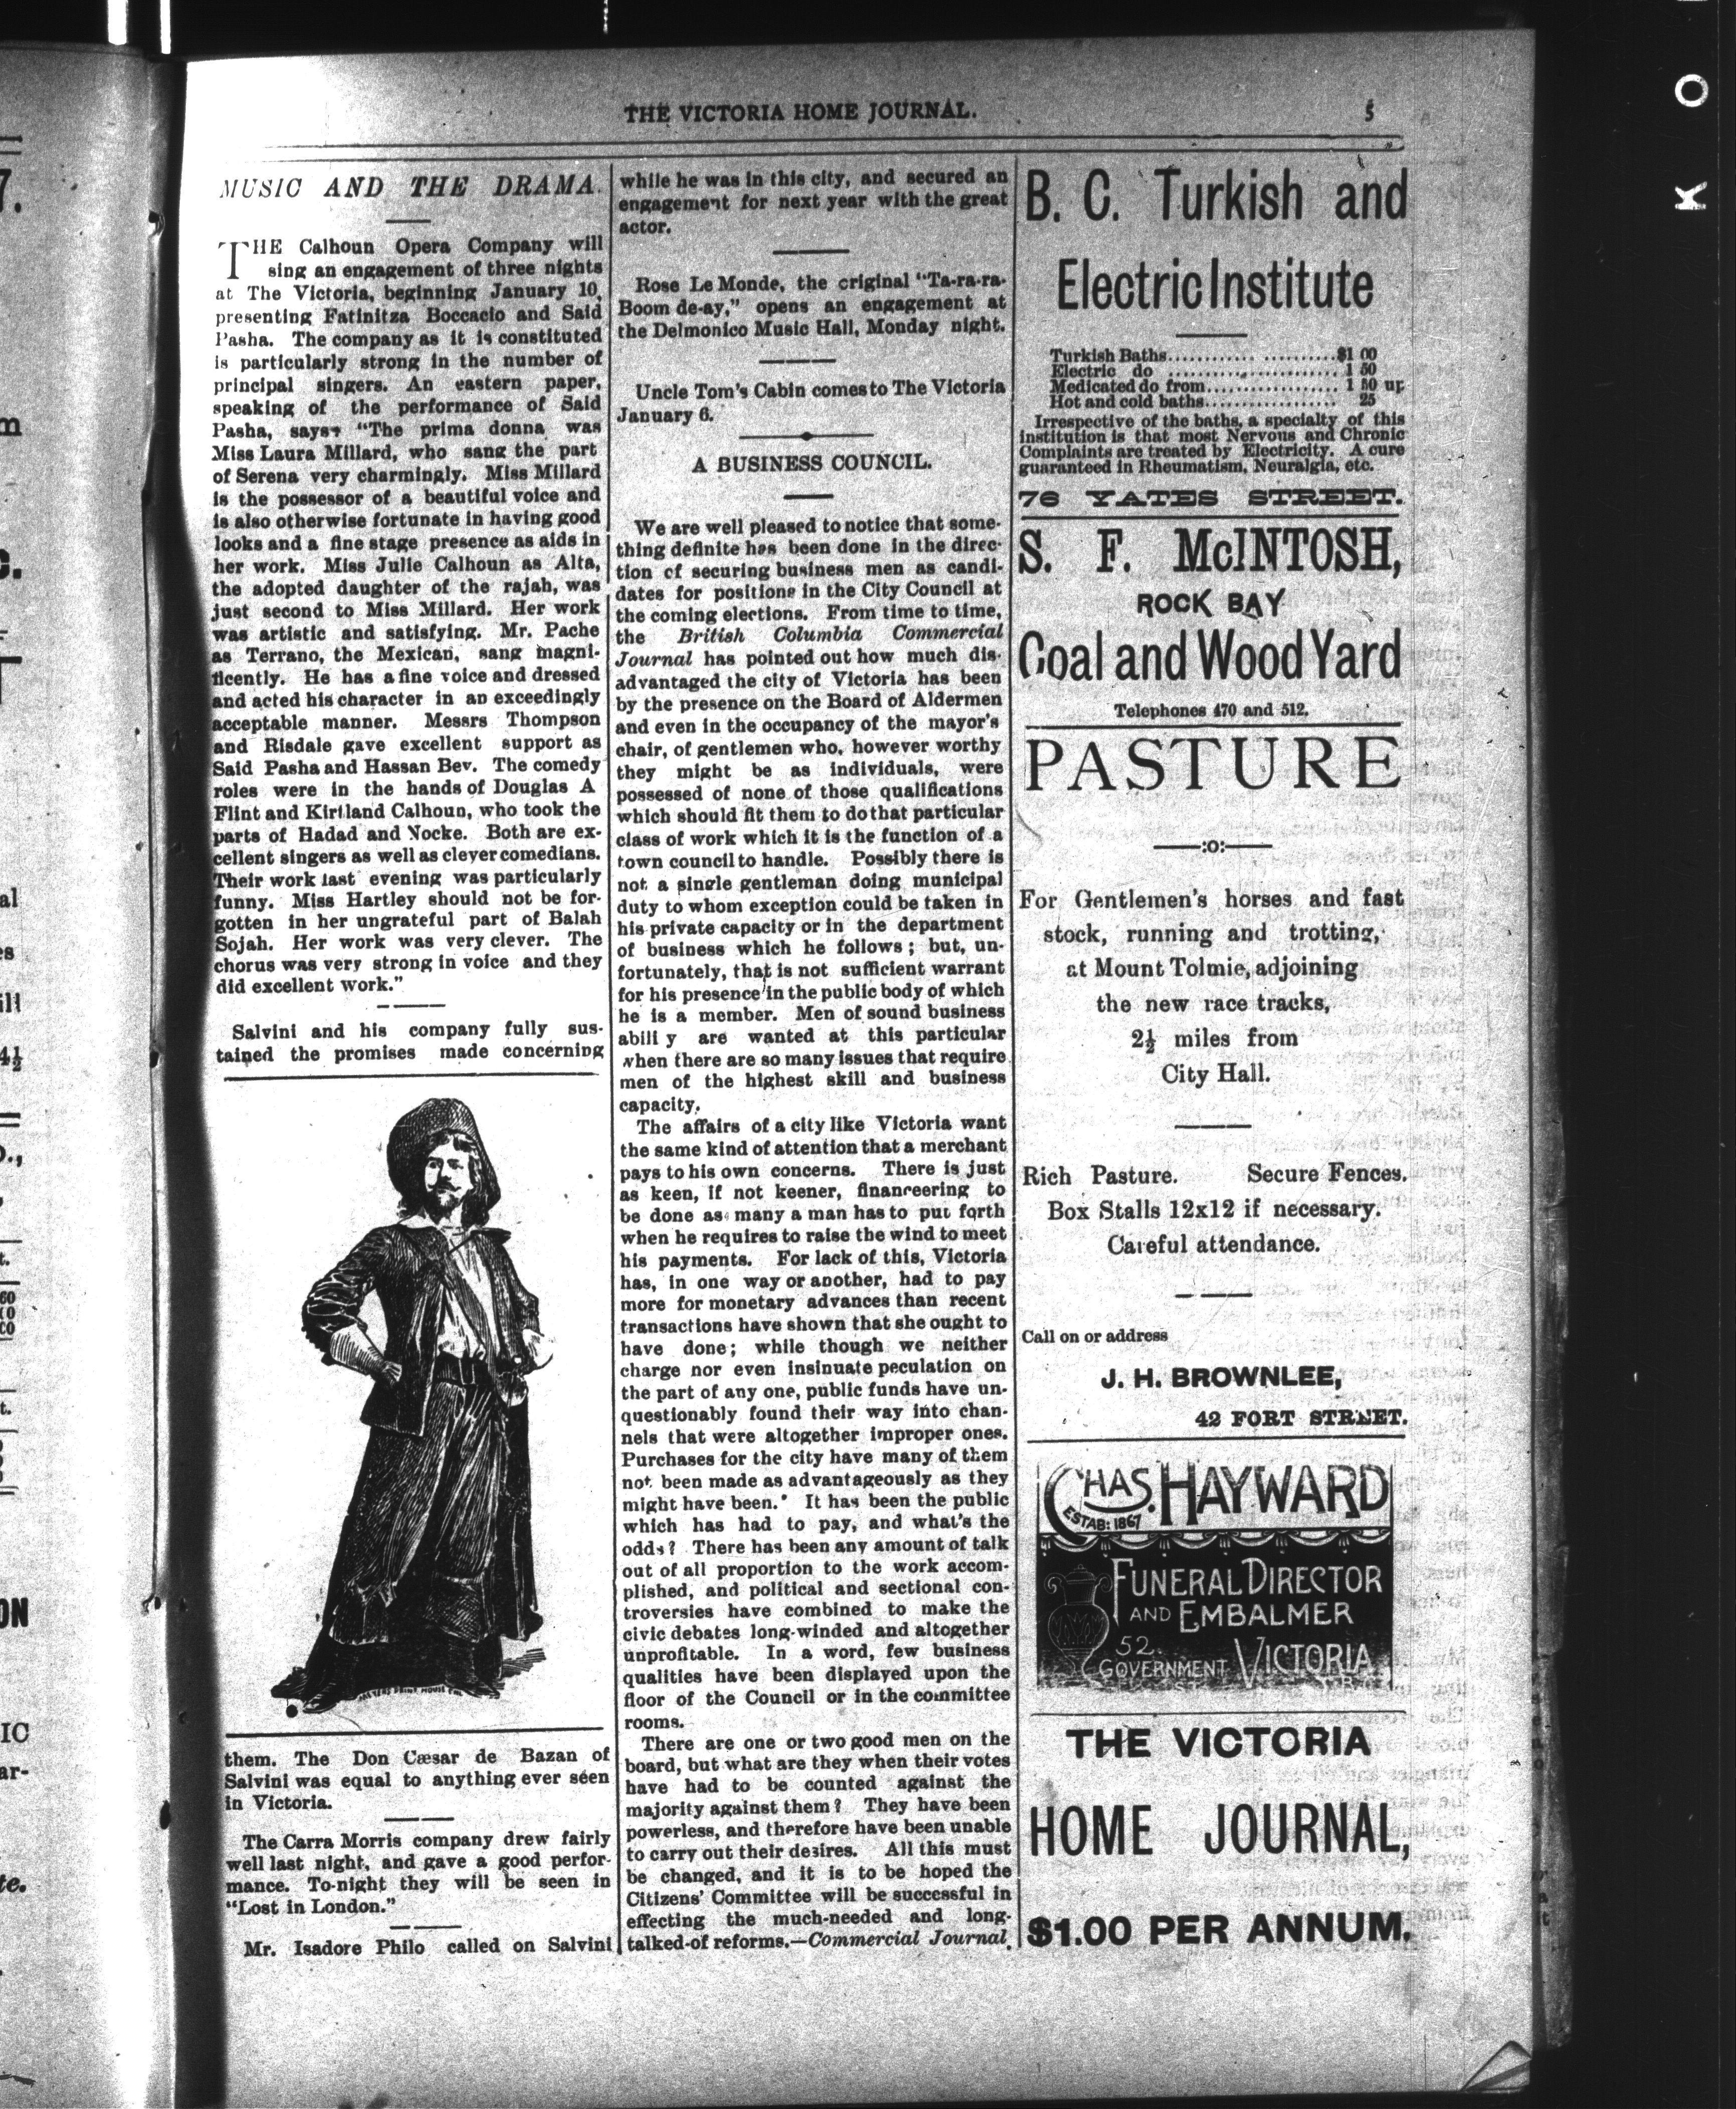 THE VICTORIA HOME JOURNAL.
5
MUSIC AND THE DRAMA.
THE Calhoun Opera Company will
sing an engagement of three nights
at The Victoria, beginning January 10,
presenting Fatinitza Boccacio and Said
Pasha. The company as it is constituted
is particularly strong in the number of
principal singers. An eastern paper,
speaking of the performance of Said
Pasha, says: "The prima donna was
Miss Laura Millard, who sang the part
of Serena very charmingly. Miss Millard
is the possessor of a beautiful voice and
is also otherwise fortunate in having good
looks and a fine stage presence as aids in
her work. Miss Julie Calhoun as Alta,
the adopted daughter of the rajah, was
just second to Miss Millard. Her work
was artistic and satisfying. Mr. Pache
as Terrano, the Mexican, sang magni-
ficently. He has a fine voice and dressed
and acted his character in an exceedingly
acceptable manner. Messrs Thompson
and Risdale gave excellent support as
Said Pasha and Hassan Bev. The comedy
roles were in the hands of Douglas A
Flint and Kirtland Calhoun, who took the
parts of Hadad and Nocke. Both are ex-
cellent singers as well as clever comedians.
Their work last evening was particularly
funny. Miss Hartley should not be for-
gotten in her ungrateful part of Balah
Sojah. Her work was very clever. The
chorus was very strong in voice and they
did excellent work."
Salvini and his company fully sus-
tained the promises made concerning
them. The Don Cæsar de Bazan of
Salvini was equal to anything ever seen
in Victoria.
The Carra Morris company drew fairly
well last night, and gave a good perfor-
mance. To-night they will be seen in
"Lost in London."
Mr. Isadore Philo called on Salvini
while he was in this city, and secured an
engagement for next year with the great
actor.
Rose Le Monde, the original "Ta-ra-ra-
Boom de-ay," opens an engagement at
the Delmonico Music Hall, Monday night.
Uncle Tom's Cabin comes to The Victoria
January 6.
A BUSINESS COUNCIL.
We are well pleased to notice that some-
thing definite has been done in the direc-
tion of securing business men as candi-
dates for positions in the City Council at
the coming elections. From time to time,
the British Columbia Commercial
Journal has pointed out how much dis-
advantaged the city of Victoria has been
by the presence on the Board of Aldermen
and even in the occupancy of the mayor's
chair, of gentlemen who, however worthy
they might be as individuals, were
possessed of none of those qualifications
which should fit them to do that particular
class of work which it is the function of a
town council to handle. Possibly there is
not a single gentleman doing municipal
duty to whom exception could be taken in
his private capacity or in the department
of business which he follows; but, un-
fortunately, that is not sufficient warrant
for his presence in the public body of which
he is a member. Men of sound business
abili y are wanted at this particular
when there are so many issues that require
men of the highest skill and business
capacity.
The affairs of a city like Victoria want
the same kind of attention that a merchant
pays to his own concerns. There is just
as keen, if not keener, financeering to
be done as many a man has to put forth
when he requires to raise the wind to meet
his payments. For lack of this, Victoria
has, in one way or another, had to pay
more for monetary advances than recent
transactions have shown that she ought to
have done; while though we neither
charge nor even insinuate peculation on
the part of any one, public funds have un-
questionably found their way into chan-
nels that were altogether improper ones.
Purchases for the city have many of them
not been made as advantageously as they
might have been. It has been the public
which has had to pay, and what's the
odds? There has been any amount of talk
out of all proportion to the work accom-
plished, and political and sectional con-
troversies have combined to make the
civic debates long-winded and altogether
unprofitable. In a word, few business
qualities have been displayed upon the
floor of the Council or in the committee
rooms.
There are one or two good men on the
board, but what are they when their votes
have had to be counted against the
majority against them? They have been
powerless, and therefore have been unable
to carry out their desires. All this must
be changed, and it is to be hoped the
Citizens' Committee will be successful in
effecting the much-needed and long-
talked-of reforms.—Commercial Journal.
B. C. Turkish and
Electric Institute
Turkish Baths.....................$1 00
Electric do ..................... 1 50
Medicated do from................. 1 50 up
Hot and cold baths................. 25
Irrespective of the baths, a specialty of this
institution is that most Nervous and Chronic
Complaints are treated by Electricity. A cure
guaranteed in Rheumatism, Neuralgia, etc.
76 YATES STREET.
S. F. McINTOSH,
ROCK BAY
Coal and Wood Yard
Telephones 470 and 512.
PASTURE
:o:
For Gentlemen's horses and fast
stock, running and trotting,
at Mount Tolmie, adjoining
the new race tracks,
2½ miles from
City Hall.
Rich Pasture. Secure Fences.
Box Stalls 12x12 if necessary.
Careful attendance.
Call on or address
J. H. BROWNLEE,
42 FORT STREET.
CHAS. HAYWARD
ESTAB: 1867
FUNERAL DIRECTOR
AND EMBALMER
52.
GOVERNMENT VICTORIA
THE VICTORIA
HOME JOURNAL,
$1.00 PER ANNUM.